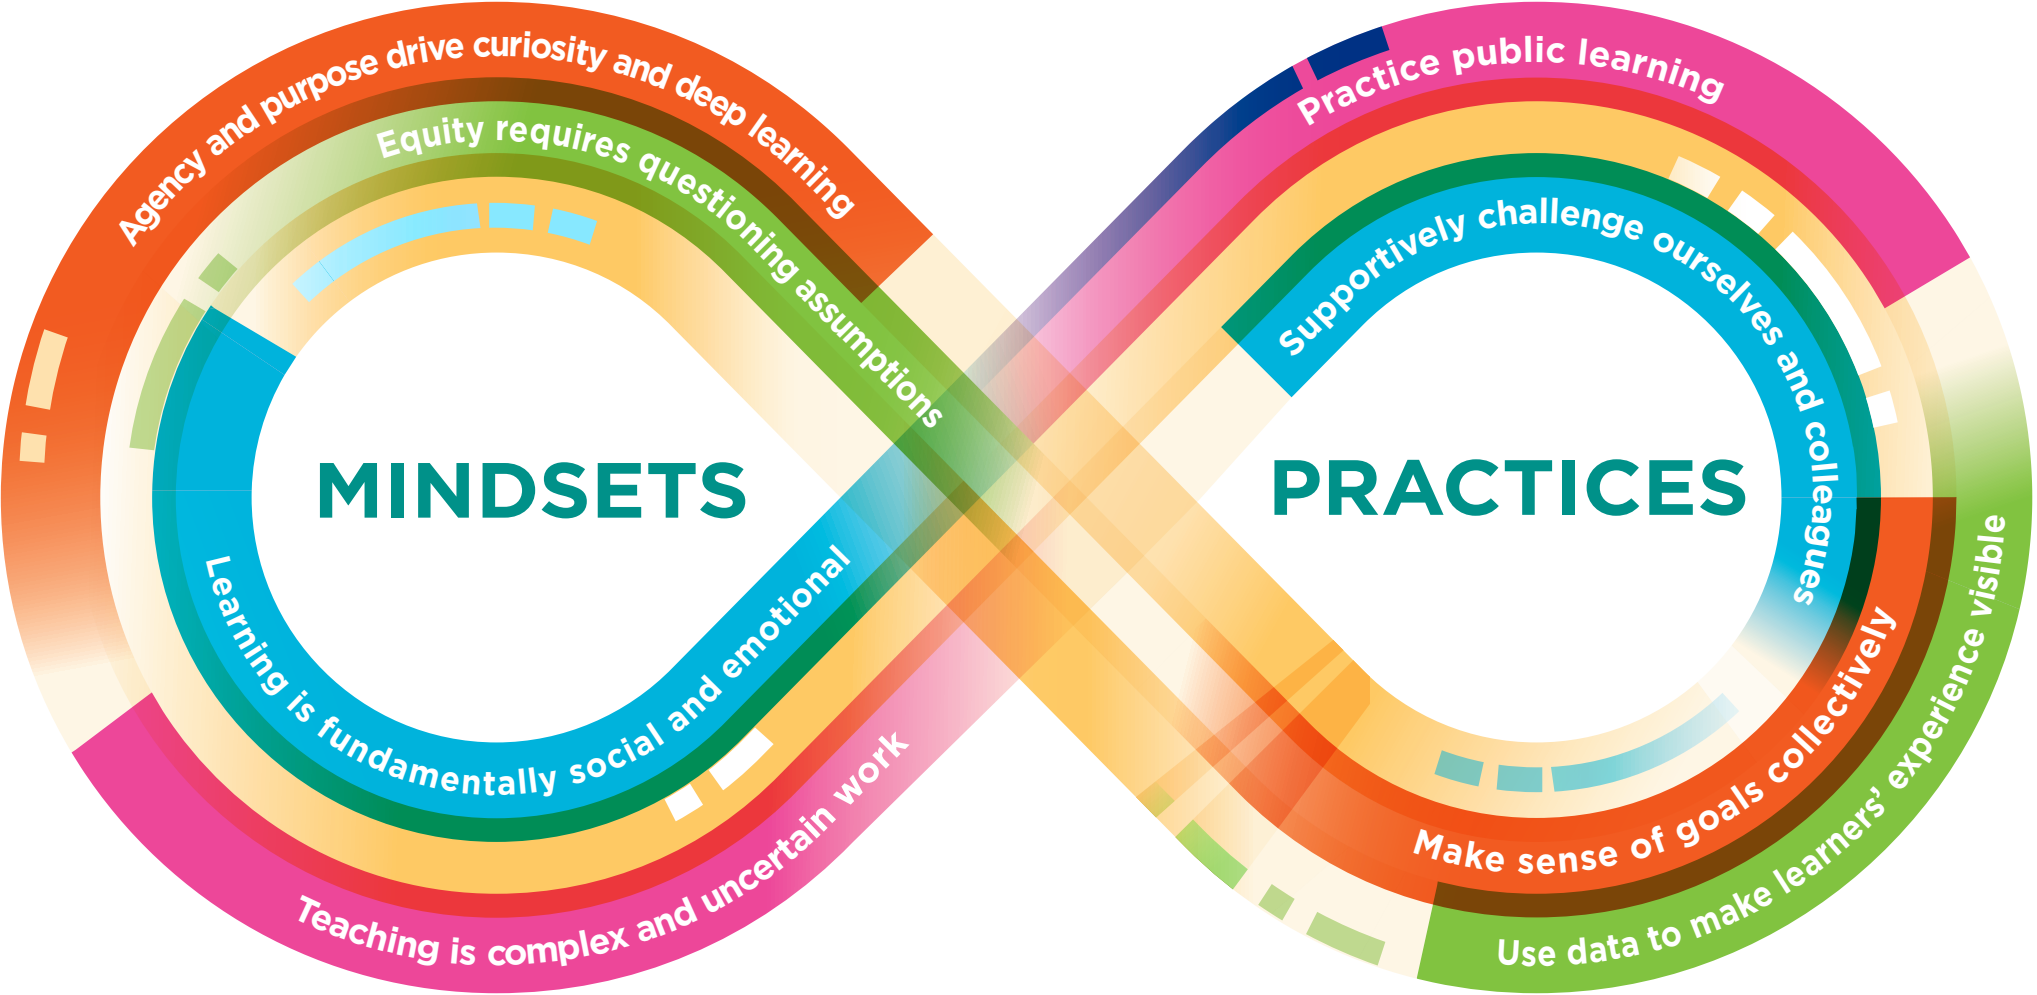 Agency and purpose drive curiosity and deep learning
Equity requires questioning assumptions
MINDSETS
Learning is fundamentally social and emotional
Teaching is complex and uncertain work
Practice public learning
Supportively challenge ourselves and colleagues
PRACTICES
Make sense of goals collectively
Use data to make learners’ experience visible